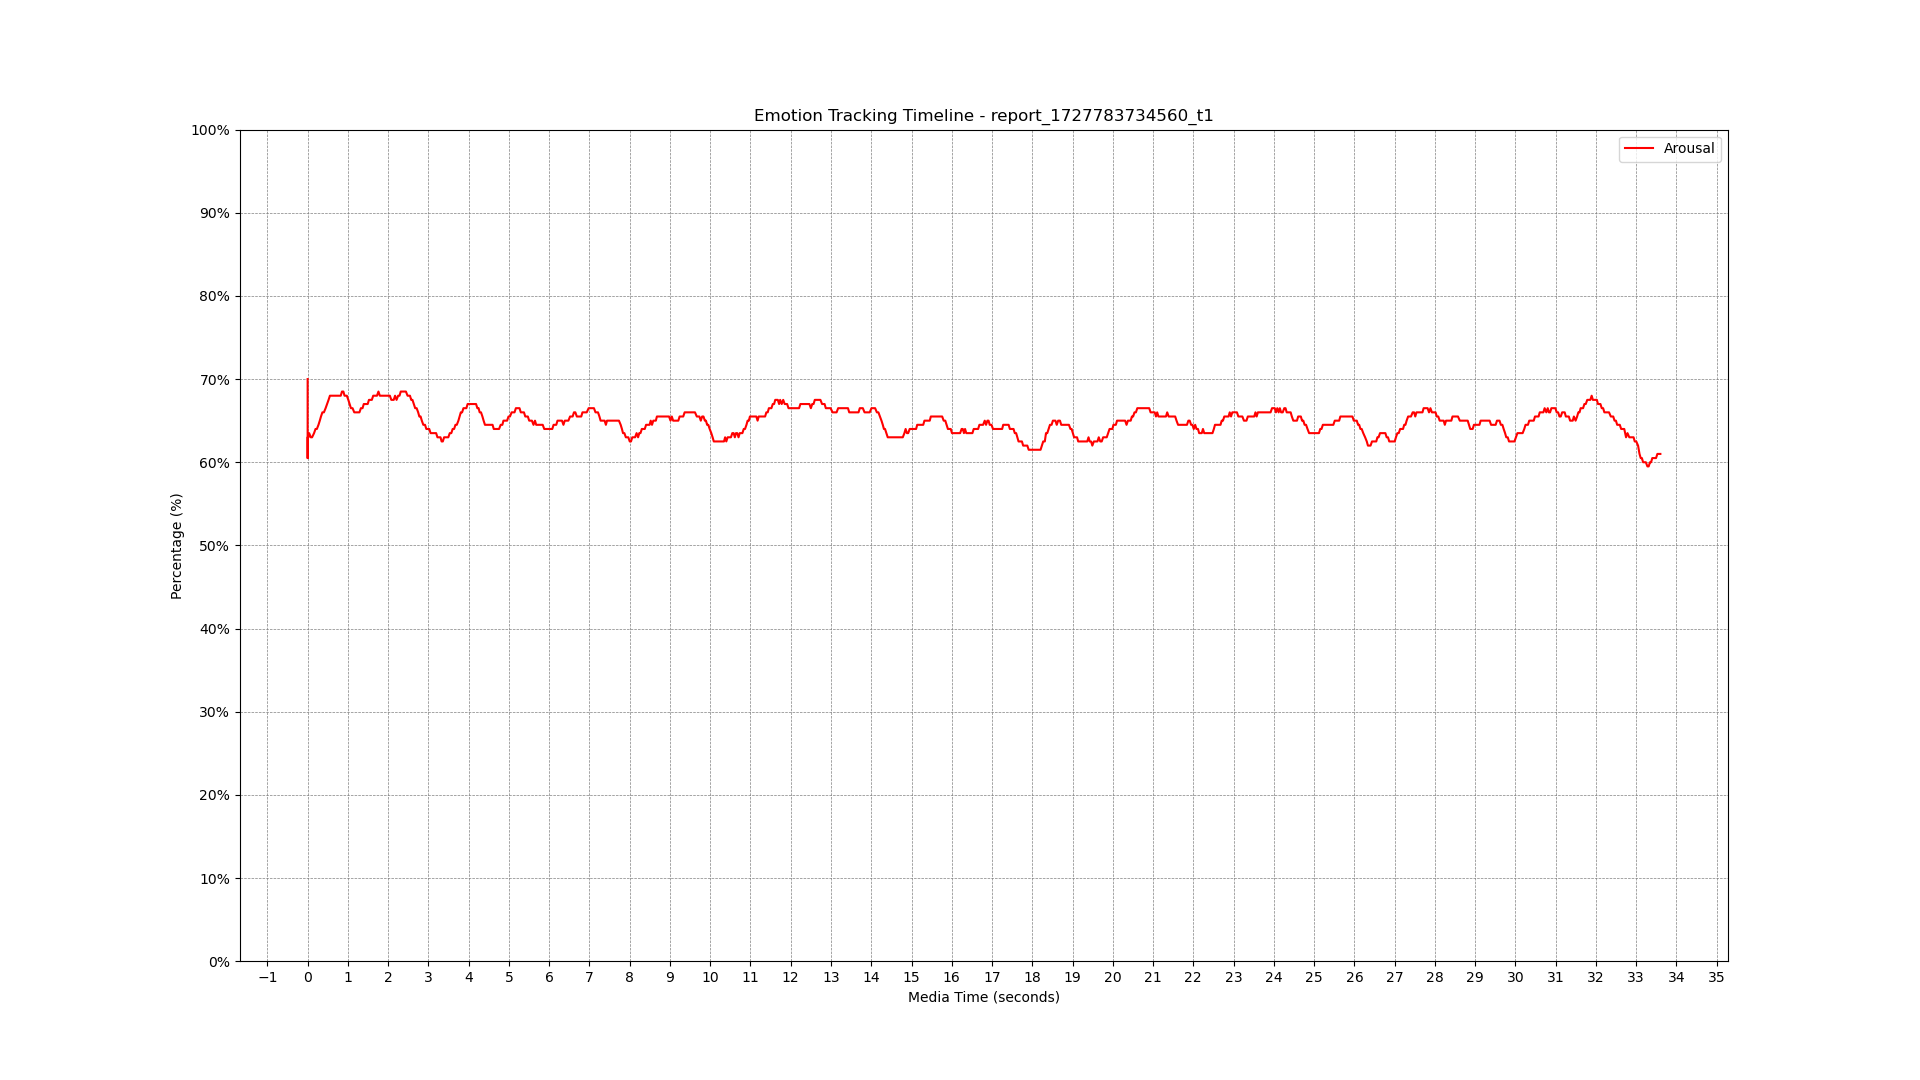 Emotion Tracking Timeline - report_1727783734560_t1
Arousal
100%
90%
80%
70%
60%
50%
40%
30%
20%
10%
0%
Percentage (%)
−1 0 1 2 3 4 5 6 7 8 9 10 11 12 13 14 15 16 17 18 19 20 21 22 23 24 25 26 27 28 29 30 31 32 33 34 35
Media Time (seconds)